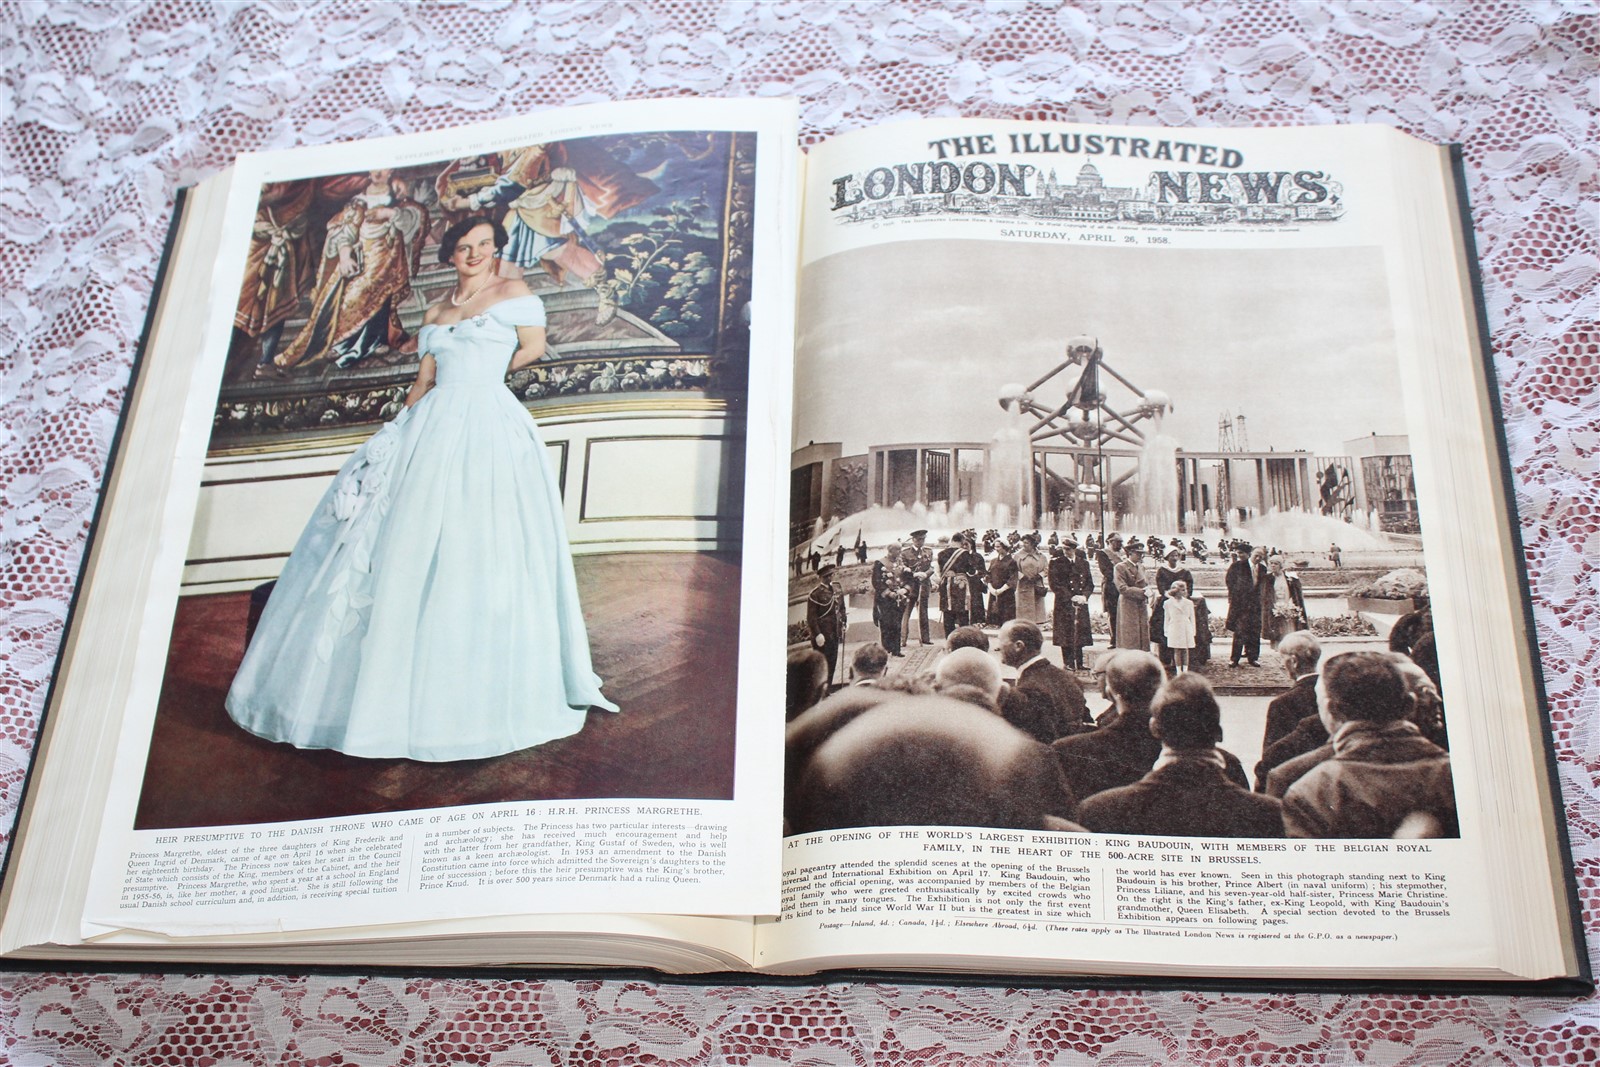 SUPPLEMENT TO THE ILLUSTRATED LONDON NEWS
HEIR PRESUMPTIVE TO THE DANISH THRONE WHO CAME OF AGE ON APRIL 16 : H.R.H. PRINCESS MARGRETHE.
Princess Margrethe, eldest of the three daughters of King Frederik and
Queen Ingrid of Denmark, came of age on April 16 when she celebrated
her eighteenth birthday. The Princess now takes her seat in the Council
of State which consists of the King, members of the Cabinet, and the heir
presumptive. Princess Margrethe, who spent a year at a school in England
in 1955-56, is, like her mother, a good linguist. She is still following the
usual Danish school curriculum and, in addition, is receiving special tuition
in a number of subjects. The Princess has two particular interests—drawing
and archæology; she has received much encouragement and help
with the latter from her grandfather, King Gustaf of Sweden, who is well
known as a keen archæologist. In 1953 an amendment to the Danish
Constitution came into force which admitted the Sovereign's daughters to the
line of succession; before this the heir presumptive was the King's brother,
Prince Knud. It is over 500 years since Denmark had a ruling Queen.
THE ILLUSTRATED
LONDON NEWS,
SATURDAY, APRIL 26, 1958.
AT THE OPENING OF THE WORLD'S LARGEST EXHIBITION : KING BAUDOUIN, WITH MEMBERS OF THE BELGIAN ROYAL
FAMILY, IN THE HEART OF THE 500-ACRE SITE IN BRUSSELS.
oyal pageantry attended the splendid scenes at the opening of the Brussels
niversal and International Exhibition on April 17. King Baudouin, who
rformed the official opening, was accompanied by members of the Belgian
oyal family who were greeted enthusiastically by excited crowds who
iled them in many tongues. The Exhibition is not only the first event
of its kind to be held since World War II but is the greatest in size which
the world has ever known. Seen in this photograph standing next to King
Baudouin is his brother, Prince Albert (in naval uniform) ; his stepmother,
Princess Liliane, and his seven-year-old half-sister, Princess Marie Christine.
On the right is the King's father, ex-King Leopold, with King Baudouin's
grandmother, Queen Elisabeth. A special section devoted to the Brussels
Exhibition appears on following pages.
Postage—Inland, 4d.; Canada, 1½d.; Elsewhere Abroad, 6½d. (These rates apply as The Illustrated London News is registered at the G.P.O. as a newspaper.)